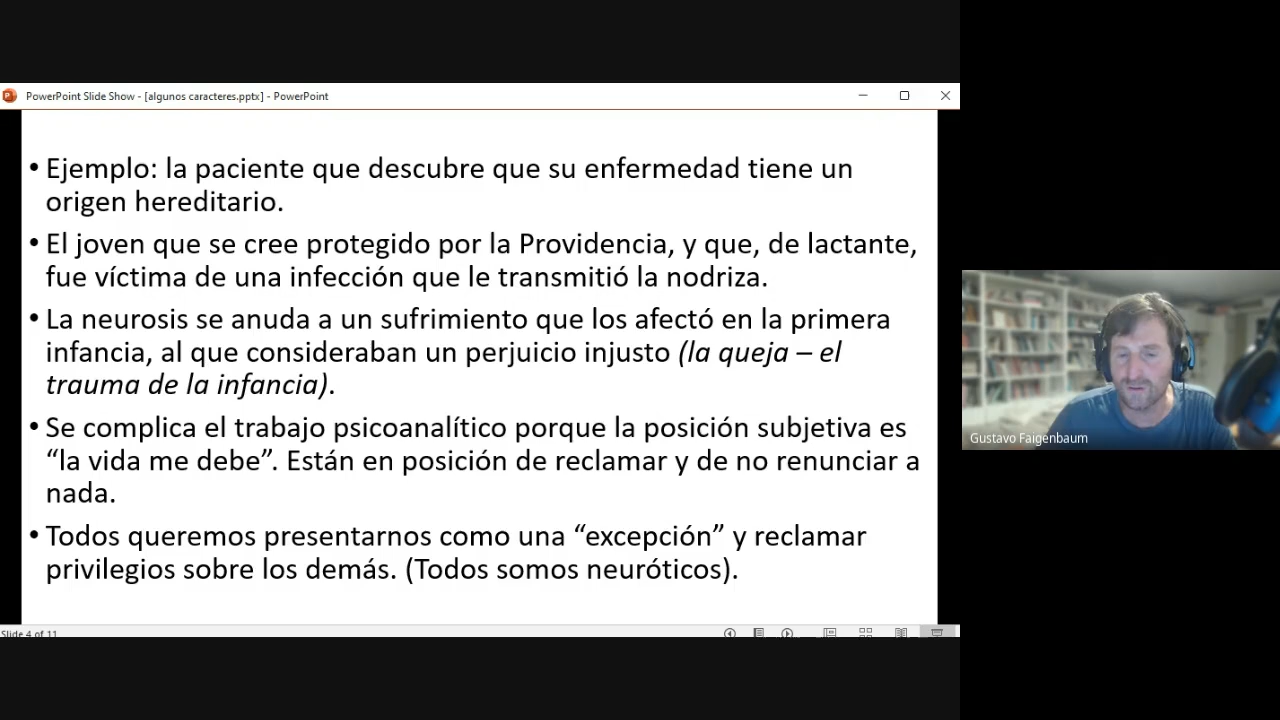 PowerPoint Slide Show - [algunos caracteres.pptx] - PowerPoint
• Ejemplo: la paciente que descubre que su enfermedad tiene un
origen hereditario.
• El joven que se cree protegido por la Providencia, y que, de lactante,
fue víctima de una infección que le transmitió la nodriza.
• La neurosis se anuda a un sufrimiento que los afectó en la primera
infancia, al que consideraban un perjuicio injusto (la queja – el
trauma de la infancia).
• Se complica el trabajo psicoanalítico porque la posición subjetiva es
“la vida me debe”. Están en posición de reclamar y de no renunciar a
nada.
• Todos queremos presentarnos como una “excepción” y reclamar
privilegios sobre los demás. (Todos somos neuróticos).
Slide 4 of 11
Gustavo Faigenbaum